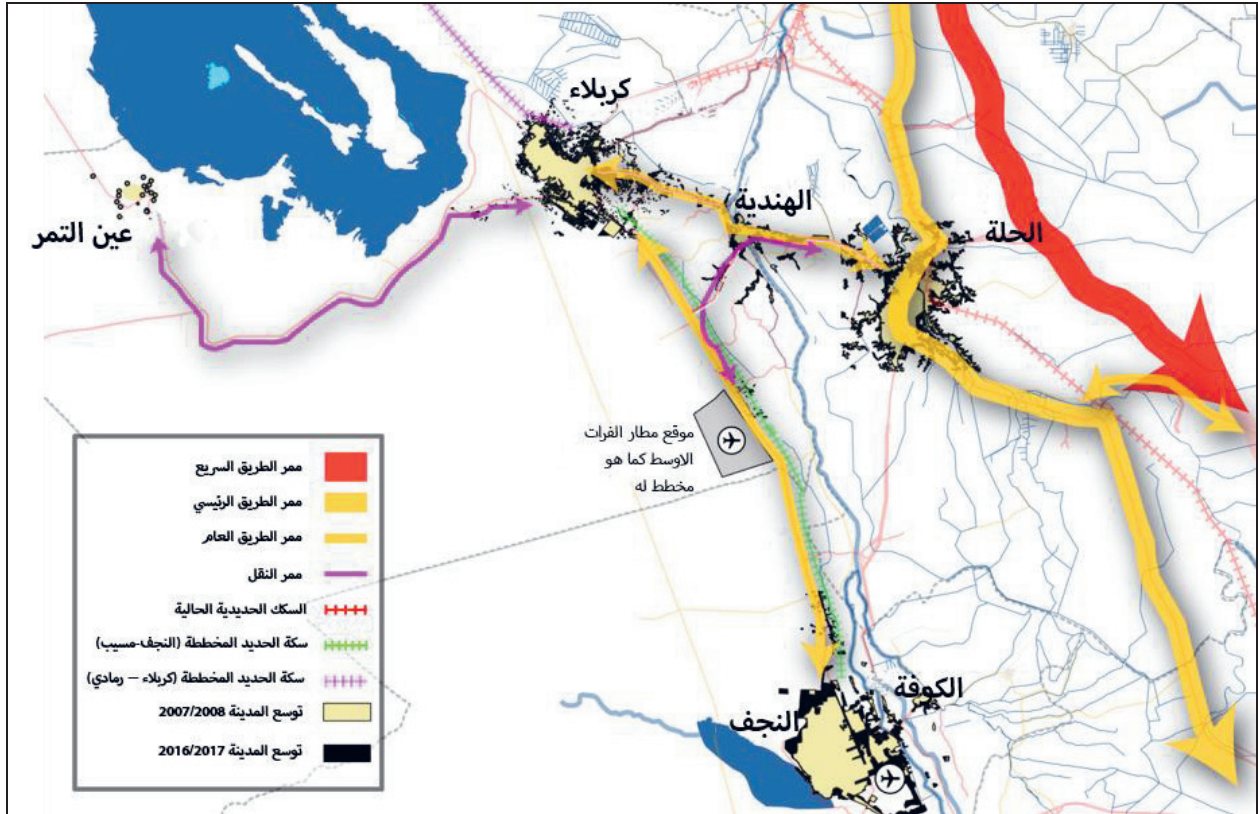 كربلاء
الهندية
الحلة
عين التمر
موقع مطار الفرات
الاوسط كما هو
مخطط له
الكوفة
النجف
ممر الطريق السريع
ممر الطريق الرئيسي
ممر الطريق العام
ممر النقل
السكك الحديدية الحالية
سكة الحديد المخططة (النجف-مسيب)
سكة الحديد المخططة (كربلاء – رمادي)
توسع المدينة 2007/2008
توسع المدينة 2016/2017